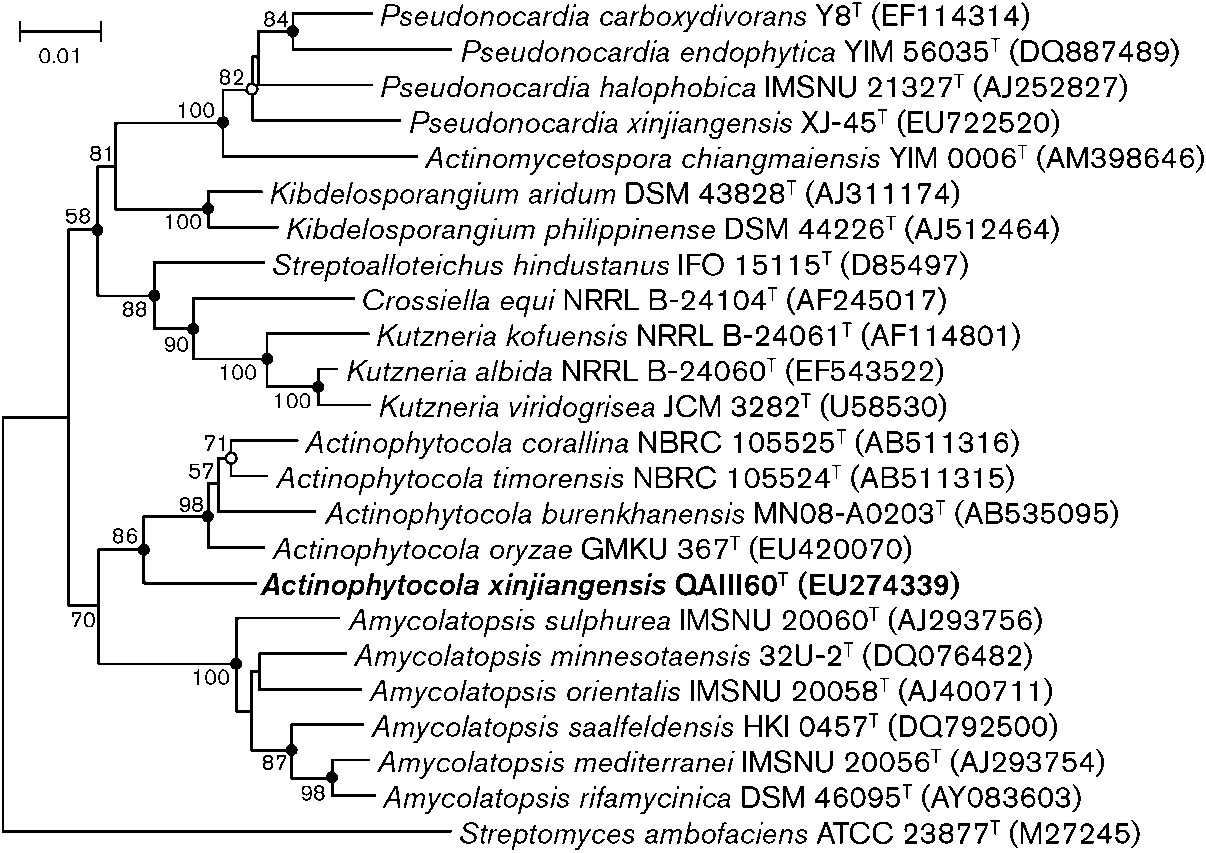 84 Pseudonocardia carboxydivorans Y8ᵀ (EF114314)
0.01
Pseudonocardia endophytica YIM 56035ᵀ (DQ887489)
82 Pseudonocardia halophobica IMSNU 21327ᵀ (AJ252827)
100 Pseudonocardia xinjiangensis XJ-45ᵀ (EU722520)
81 Actinomycetospora chiangmaiensis YIM 0006ᵀ (AM398646)
Kibdelosporangium aridum DSM 43828ᵀ (AJ311174)
58 100 Kibdelosporangium philippinense DSM 44226ᵀ (AJ512464)
Streptoalloteichus hindustanus IFO 15115ᵀ (D85497)
88 Crossiella equi NRRL B-24104ᵀ (AF245017)
90 Kutzneria kofuensis NRRL B-24061ᵀ (AF114801)
100 Kutzneria albida NRRL B-24060ᵀ (EF543522)
100 Kutzneria viridogrisea JCM 3282ᵀ (U58530)
71 Actinophytocola corallina NBRC 105525ᵀ (AB511316)
57 Actinophytocola timorensis NBRC 105524ᵀ (AB511315)
98 Actinophytocola burenkhanensis MN08-A0203ᵀ (AB535095)
86 Actinophytocola oryzae GMKU 367ᵀ (EU420070)
Actinophytocola xinjiangensis QAIII60ᵀ (EU274339)
70 Amycolatopsis sulphurea IMSNU 20060ᵀ (AJ293756)
Amycolatopsis minnesotaensis 32U-2ᵀ (DQ076482)
100 Amycolatopsis orientalis IMSNU 20058ᵀ (AJ400711)
Amycolatopsis saalfeldensis HKI 0457ᵀ (DQ792500)
87 Amycolatopsis mediterranei IMSNU 20056ᵀ (AJ293754)
98 Amycolatopsis rifamycinica DSM 46095ᵀ (AY083603)
Streptomyces ambofaciens ATCC 23877ᵀ (M27245)